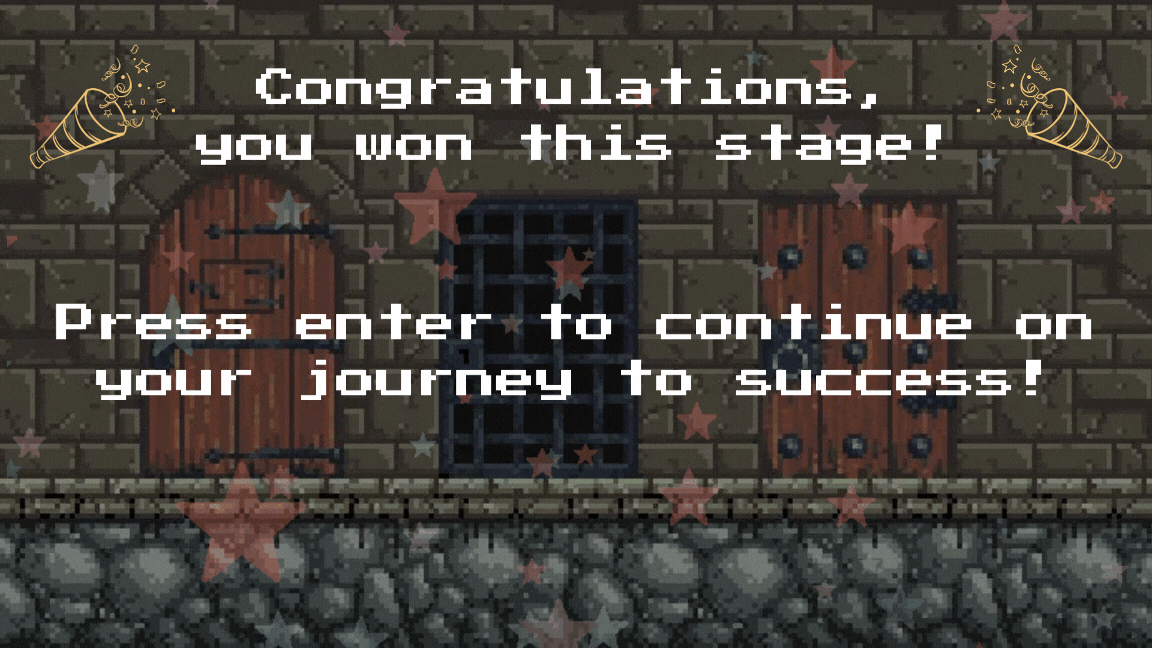 Congratulations,
you won this stage!
Press enter to continue on
your journey to success!